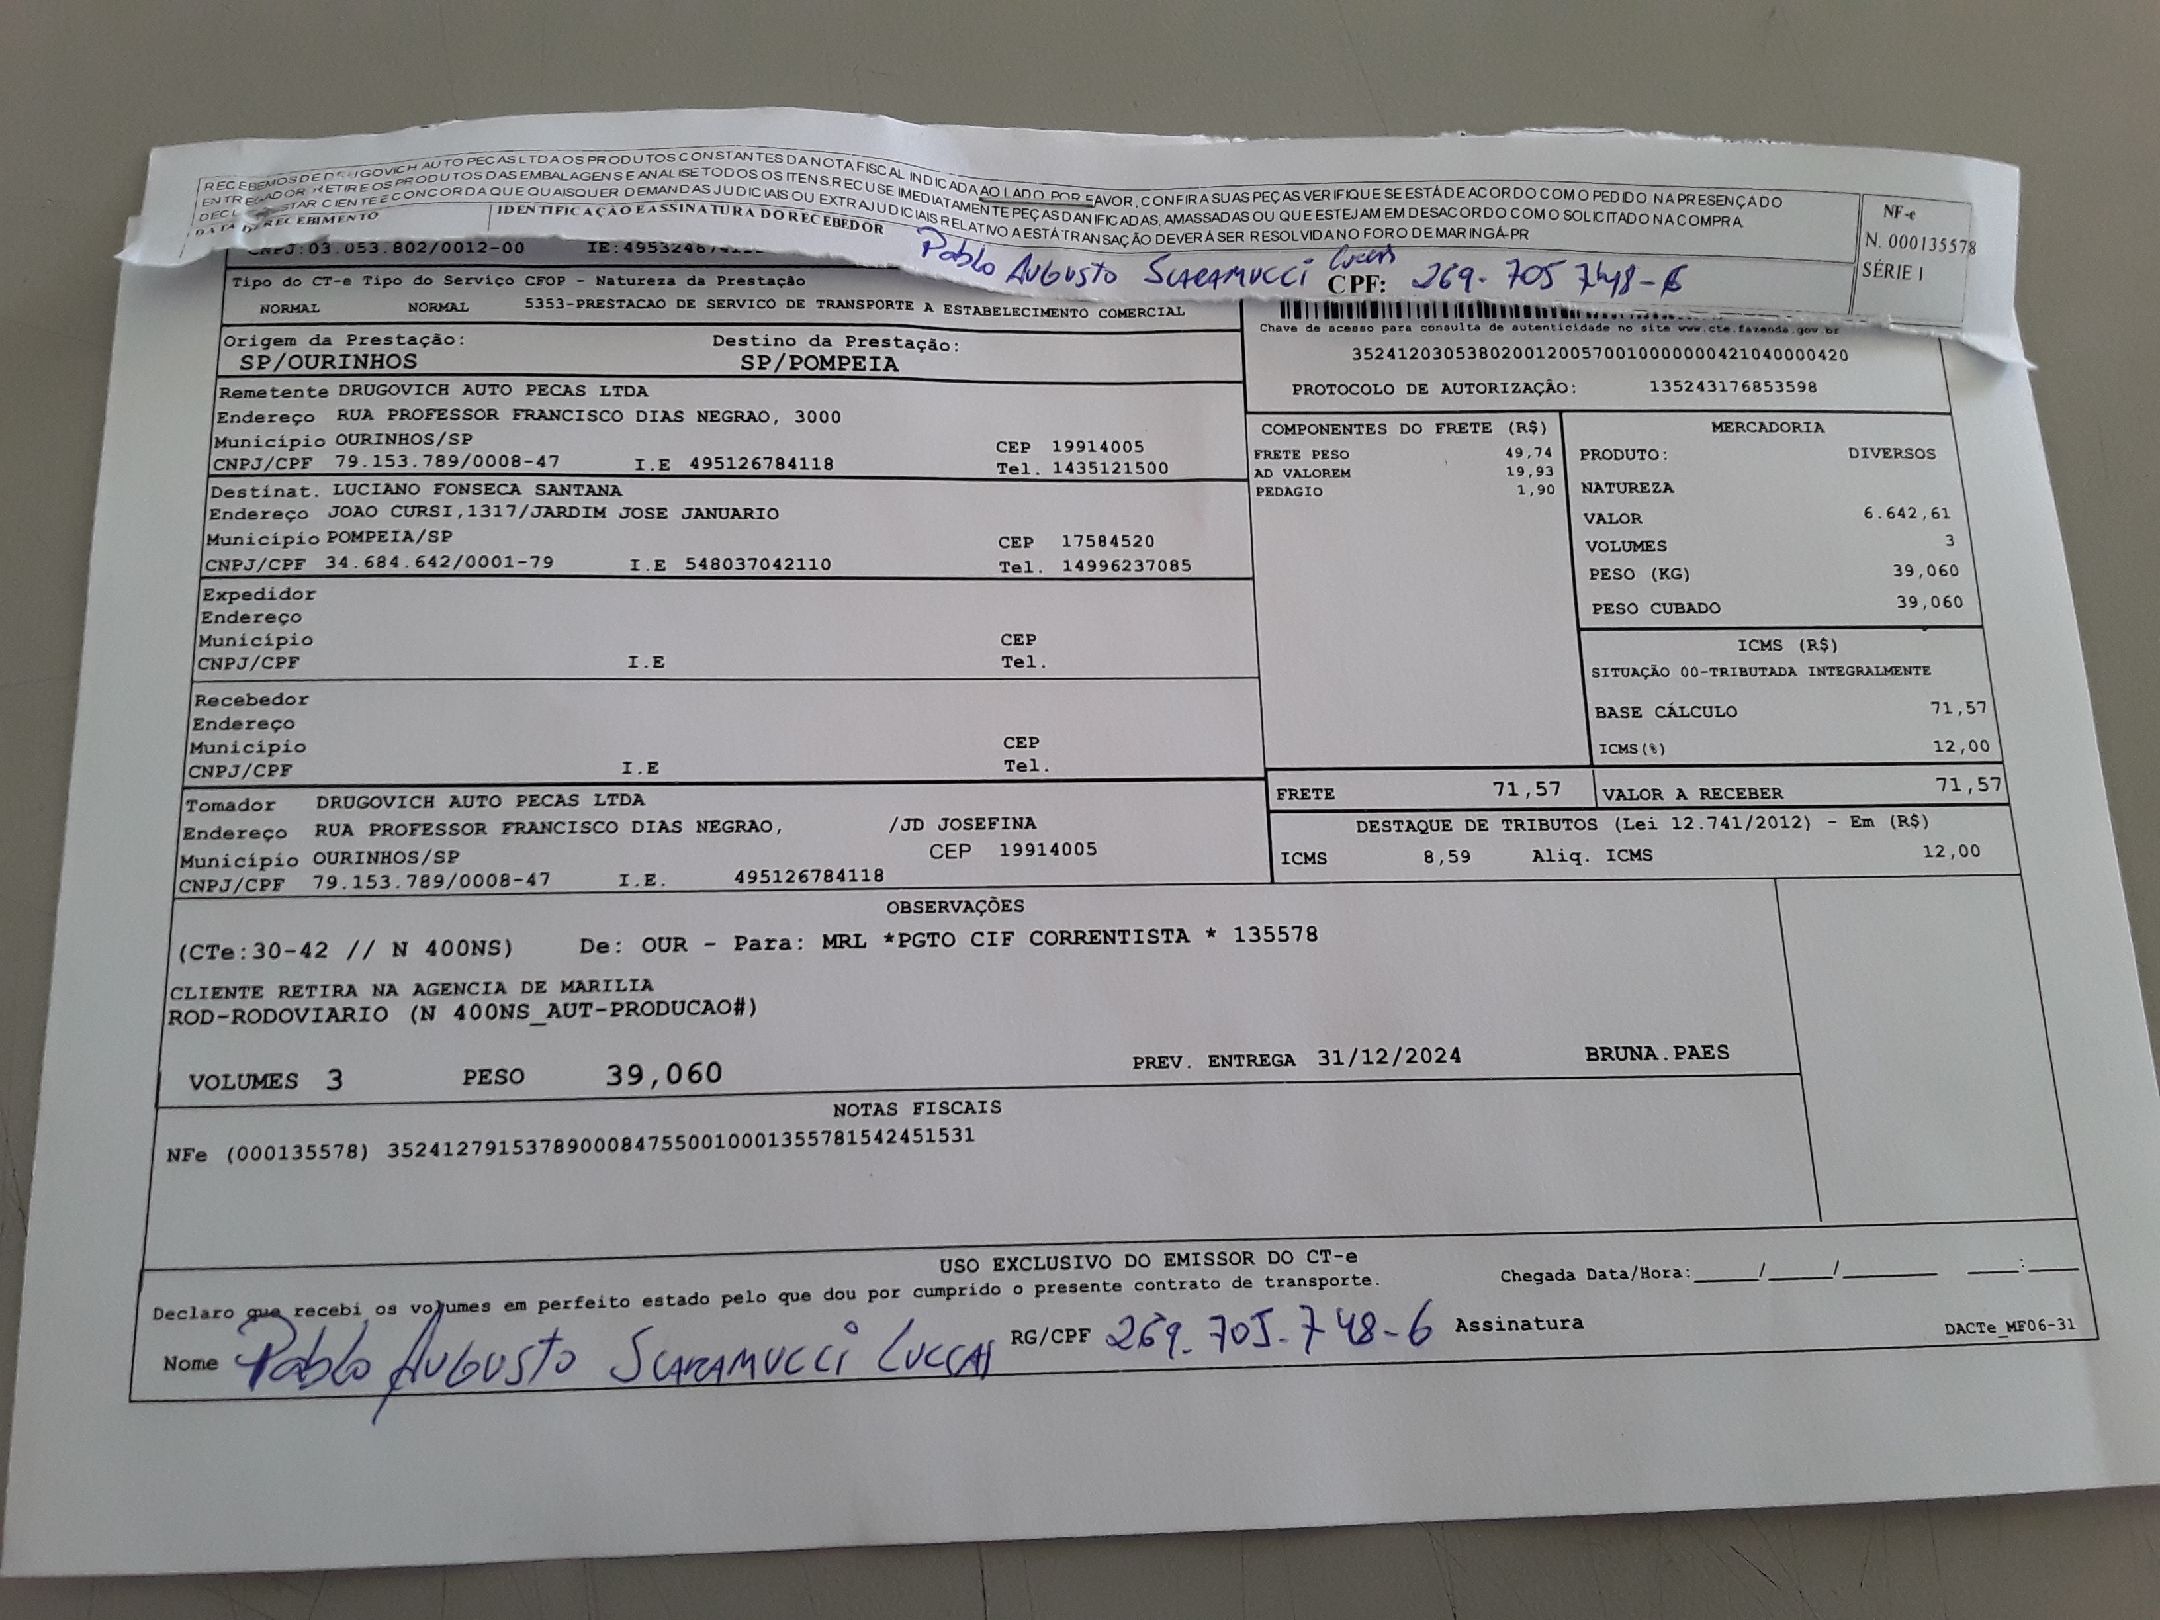 RECEBEMOS DE DRUGOVICH AUTO PECAS LTDA OS PRODUTOS CONSTANTES DA NOTA FISCAL INDICADA AO LADO. POR FAVOR, CONFIRA SUAS PEÇAS VERIFIQUE SE ESTÁ DE ACORDO COM O PEDIDO. NA PRESENÇA DO
ENTREGADOR RETIRE OS PRODUTOS DAS EMBALAGENS E ANALISE TODOS OS ITENS, RECUSE IMEDIATAMENTE PEÇAS DANIFICADAS, AMASSADAS OU QUE ESTEJAM EM DESACORDO COM O SOLICITADO NA COMPRA.
ESTAR CIENTE E CONCORDA QUE QUAISQUER DEMANDAS JUDICIAIS OU EXTRAJUDICIAIS RELATIVO A ESTÁ TRANSAÇÃO DEVERÁ SER RESOLVIDA NO FORO DE MARINGÁ-PR
NF-e
N. 000135578
SÉRIE 1
RECEBIMENTO IDENTIFICAÇÃO E ASSINATURA DO RECEBEDOR
Pablo Augusto Scaramucci Luccas CPF: 269.705.748-6
CNPJ:03.053.802/0012-00
Tipo do CT-e Tipo do Serviço CFOP - Natureza da Prestação
NORMAL NORMAL 5353-PRESTACAO DE SERVICO DE TRANSPORTE A ESTABELECIMENTO COMERCIAL
Chave de acesso para consulta de autenticidade no site www.cte.fazenda.gov.br
35241203053802001200570010000000421040000420
PROTOCOLO DE AUTORIZAÇÃO: 135243176853598
Origem da Prestação: Destino da Prestação:
SP/OURINHOS SP/POMPEIA
Remetente DRUGOVICH AUTO PECAS LTDA
Endereço RUA PROFESSOR FRANCISCO DIAS NEGRAO, 3000
Município OURINHOS/SP CEP 19914005
CNPJ/CPF 79.153.789/0008-47 I.E 495126784118 Tel. 1435121500
Destinat. LUCIANO FONSECA SANTANA
Endereço JOAO CURSI,1317/JARDIM JOSE JANUARIO
Município POMPEIA/SP CEP 17584520
CNPJ/CPF 34.684.642/0001-79 I.E 548037042110 Tel. 14996237085
Expedidor
Endereço
Município CEP
CNPJ/CPF I.E Tel.
Recebedor
Endereço
Município CEP
CNPJ/CPF I.E Tel.
Tomador DRUGOVICH AUTO PECAS LTDA
Endereço RUA PROFESSOR FRANCISCO DIAS NEGRAO, /JD JOSEFINA
Município OURINHOS/SP CEP 19914005
CNPJ/CPF 79.153.789/0008-47 I.E. 495126784118
COMPONENTES DO FRETE (R$)
FRETE PESO 49,74
AD VALOREM 19,93
PEDAGIO 1,90
MERCADORIA
PRODUTO: DIVERSOS
NATUREZA
VALOR 6.642,61
VOLUMES 3
PESO (KG) 39,060
PESO CUBADO 39,060
ICMS (R$)
SITUAÇÃO 00-TRIBUTADA INTEGRALMENTE
BASE CÁLCULO 71,57
ICMS(%) 12,00
FRETE 71,57 VALOR A RECEBER 71,57
DESTAQUE DE TRIBUTOS (Lei 12.741/2012) - Em (R$)
ICMS 8,59 Aliq. ICMS 12,00
OBSERVAÇÕES
(CTe:30-42 // N 400NS) De: OUR - Para: MRL *PGTO CIF CORRENTISTA * 135578
CLIENTE RETIRA NA AGENCIA DE MARILIA
ROD-RODOVIARIO (N 400NS_AUT-PRODUCAO#)
VOLUMES 3 PESO 39,060 PREV. ENTREGA 31/12/2024 BRUNA.PAES
NOTAS FISCAIS
NFe (000135578) 35241279153789000847550010001355781542451531
USO EXCLUSIVO DO EMISSOR DO CT-e
Declaro que recebi os volumes em perfeito estado pelo que dou por cumprido o presente contrato de transporte. Chegada Data/Hora:____/____/______ ___:___
Nome Pablo Augusto Scaramucci Luccas RG/CPF 269.705.748-6 Assinatura DACTe_MF06-31